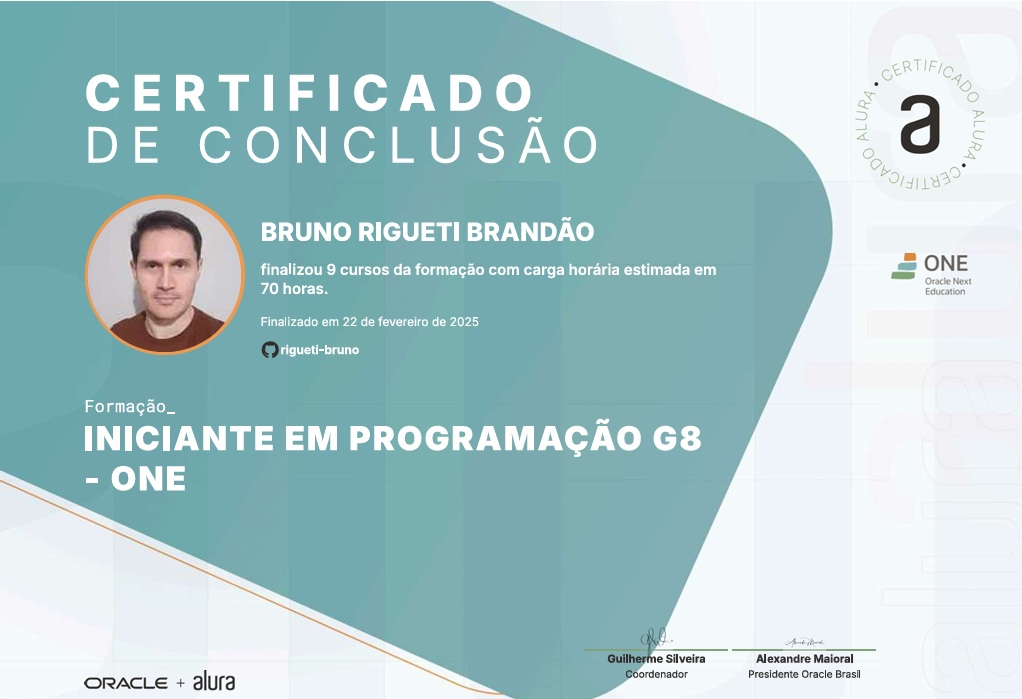 CERTIFICADO
DE CONCLUSÃO
CERTIFICADO ALURA • CERTIFICADO ALURA •
a
BRUNO RIGUETI BRANDÃO
finalizou 9 cursos da formação com carga horária estimada em
70 horas.
ONE
Oracle Next
Education
Finalizado em 22 de fevereiro de 2025
rigueti-bruno
Formação_
INICIANTE EM PROGRAMAÇÃO G8
- ONE
Guilherme Silveira
Coordenador
Alexandre Maioral
Presidente Oracle Brasil
ORACLE + alura